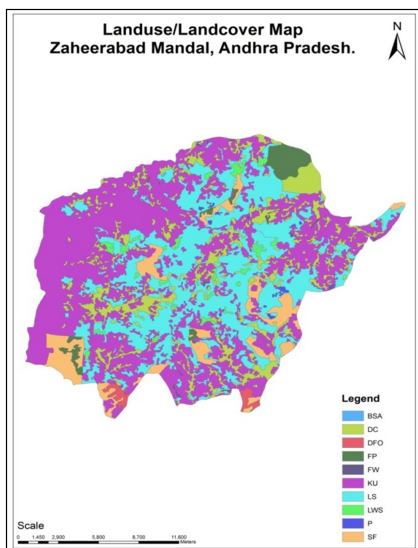 Landuse/Landcover Map
Zaheerabad Mandal, Andhra Pradesh.
N
Legend
BSA
DC
DFO
FP
FW
KU
LS
LWS
P
SF
Scale
0 1,450 2,900 5,800 8,700 11,600
Meters